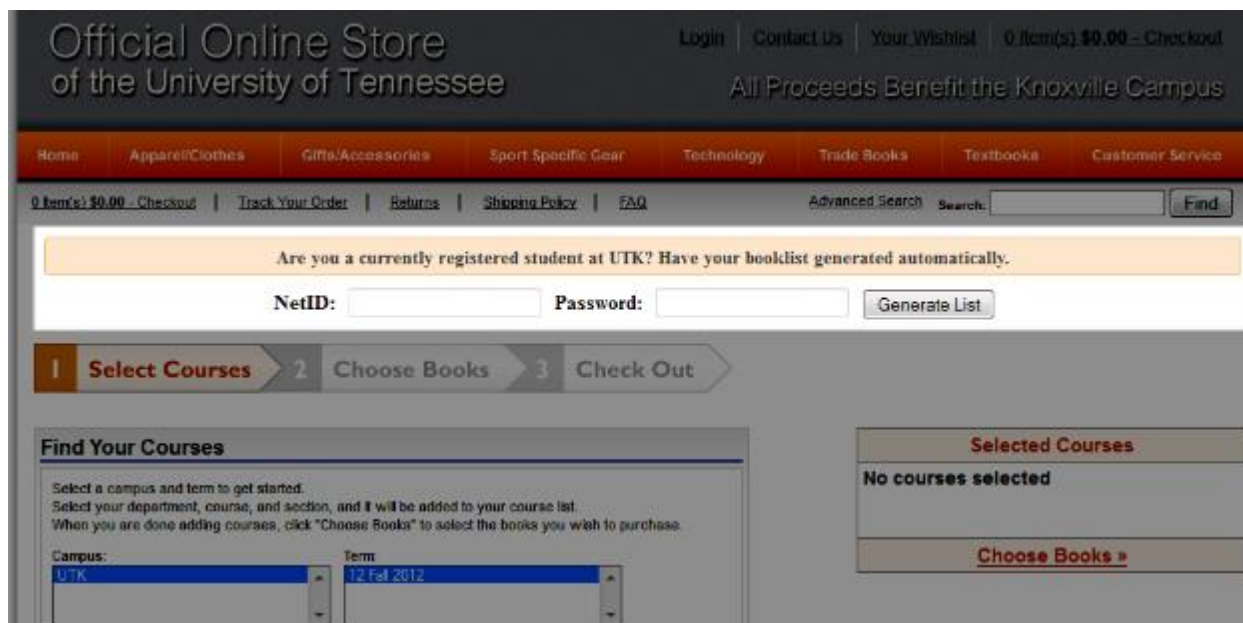 Official Online Store
of the University of Tennessee
Login Contact Us Your Wishlist 0 Item(s) $0.00 - Checkout
All Proceeds Benefit the Knoxville Campus
Home Apparel/Clothes Gifts/Accessories Sport Specific Gear Technology Trade Books Textbooks Customer Service
0 Item(s) $0.00 - Checkout | Track Your Order | Returns | Shipping Policy | FAQ Advanced Search Search: Find
Are you a currently registered student at UTK? Have your booklist generated automatically.
NetID: Password: Generate List
1 Select Courses 2 Choose Books 3 Check Out
Find Your Courses
Select a campus and term to get started.
Select your department, course, and section, and it will be added to your course list.
When you are done adding courses, click "Choose Books" to select the books you wish to purchase.
Campus: Term:
UTK 12 Fall 2012
Selected Courses
No courses selected
Choose Books »